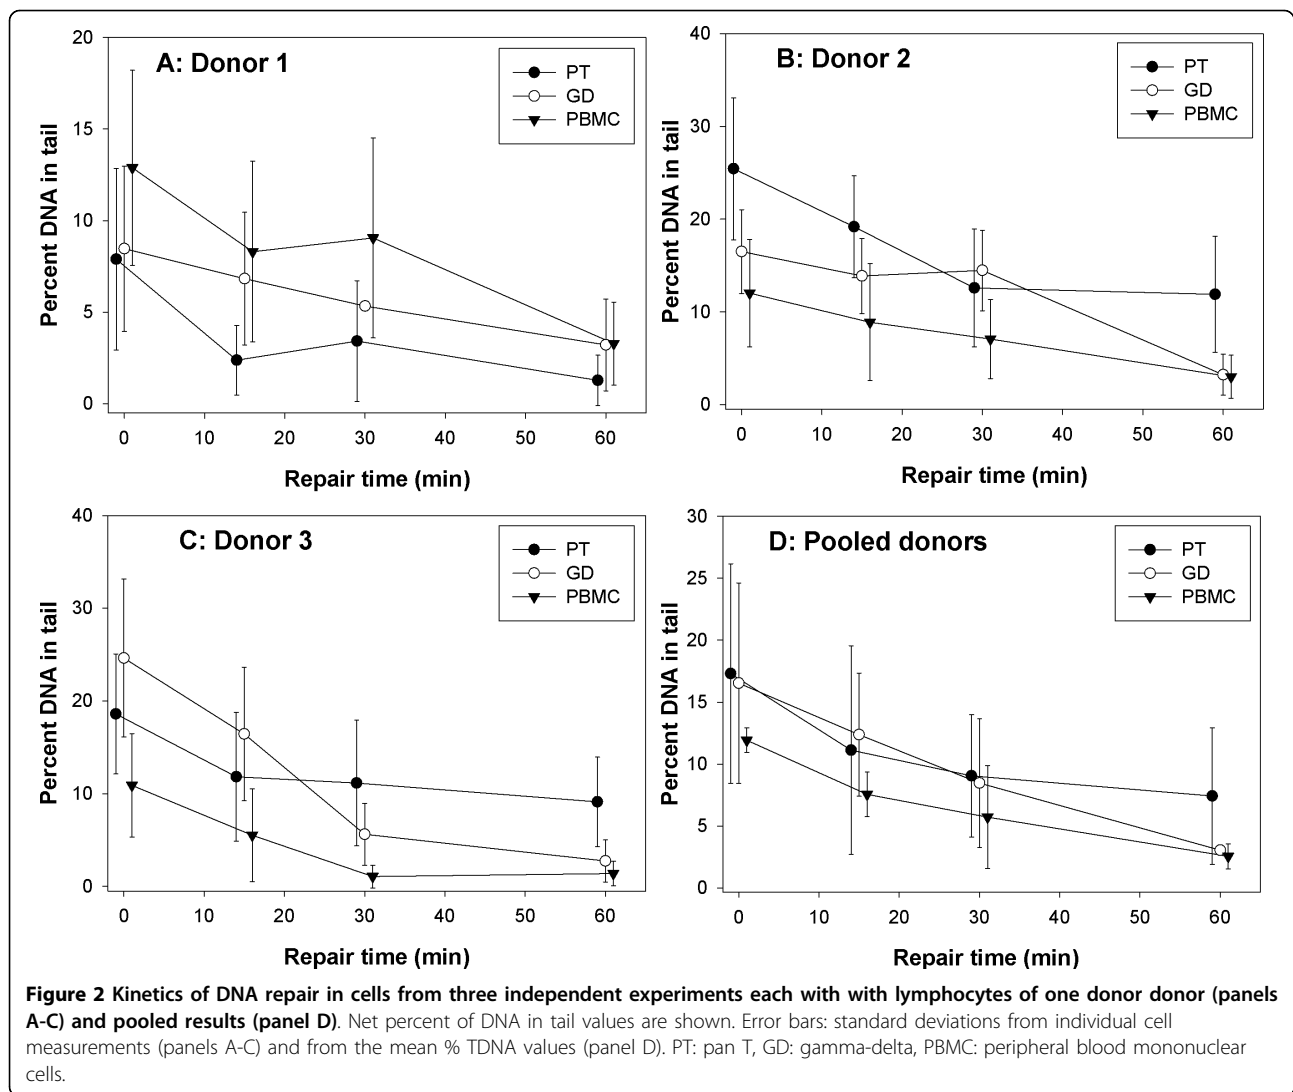 A: Donor 1
PT
GD
PBMC
20
15
10
5
0
Percent DNA in tail
0 10 20 30 40 50 60
Repair time (min)
B: Donor 2
PT
GD
PBMC
40
30
20
10
0
Percent DNA in tail
0 10 20 30 40 50 60
Repair time (min)
C: Donor 3
PT
GD
PBMC
40
30
20
10
0
Percent DNA in tail
0 10 20 30 40 50 60
Repair time (min)
D: Pooled donors
PT
GD
PBMC
30
25
20
15
10
5
0
Percent DNA in tail
0 10 20 30 40 50 60
Repair time (min)
Figure 2 Kinetics of DNA repair in cells from three independent experiments each with with lymphocytes of one donor donor (panels
A-C) and pooled results (panel D). Net percent of DNA in tail values are shown. Error bars: standard deviations from individual cell
measurements (panels A-C) and from the mean % TDNA values (panel D). PT: pan T, GD: gamma-delta, PBMC: peripheral blood mononuclear
cells.